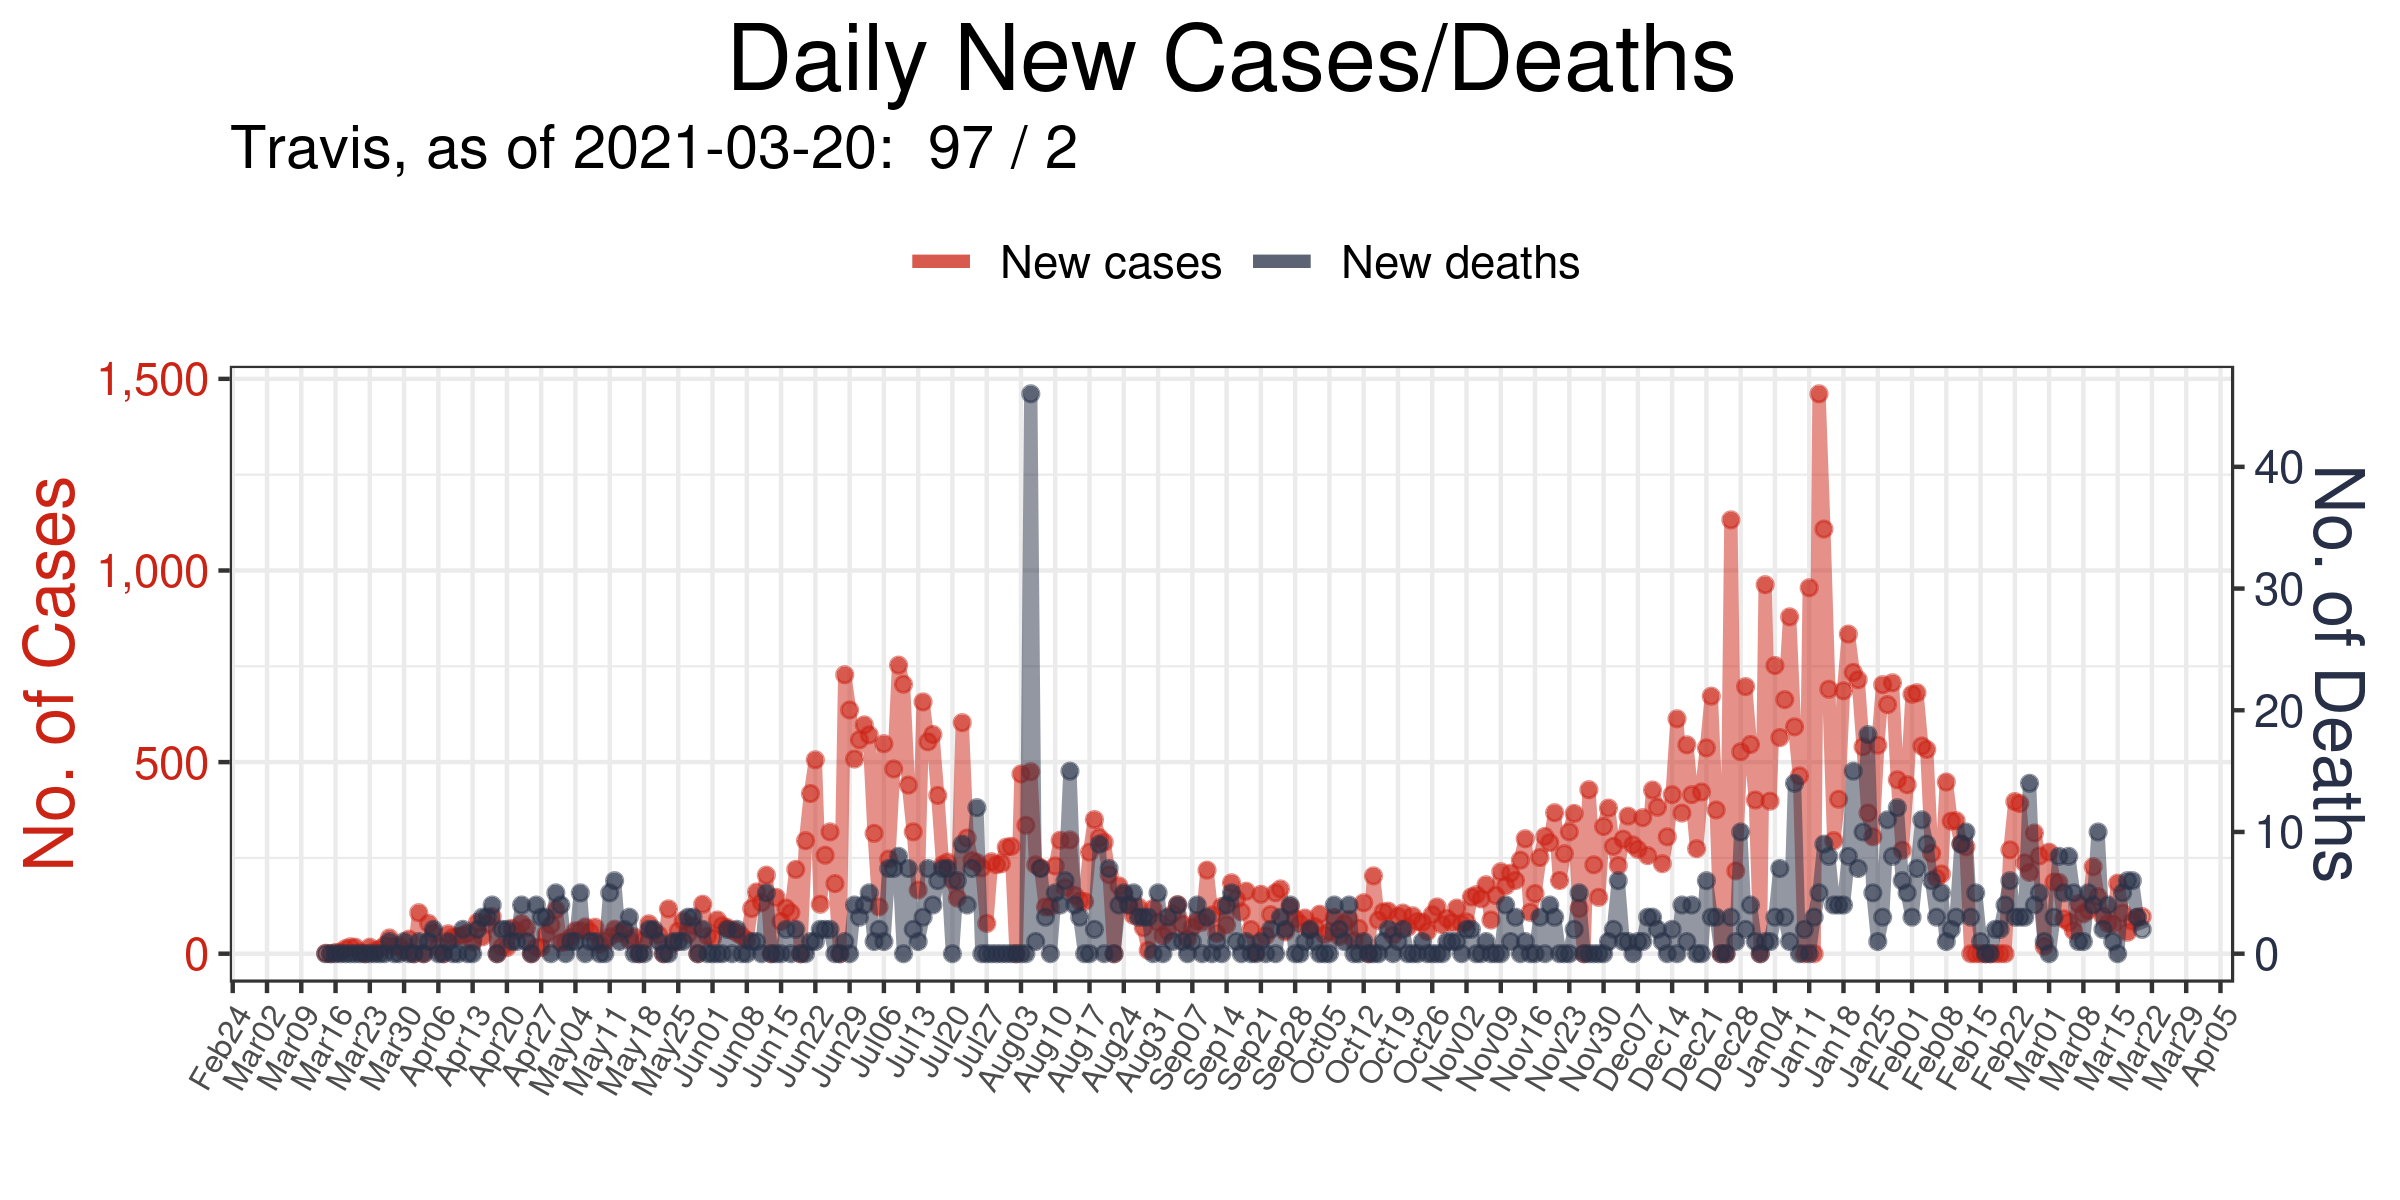 Daily New Cases/Deaths
Travis, as of 2021-03-20:  97 / 2
New cases
New deaths
No. of Cases
1,500
1,000
500
0
No. of Deaths
40
30
20
10
0
Feb24
Mar02
Mar09
Mar16
Mar23
Mar30
Apr06
Apr13
Apr20
Apr27
May04
May11
May18
May25
Jun01
Jun08
Jun15
Jun22
Jun29
Jul06
Jul13
Jul20
Jul27
Aug03
Aug10
Aug17
Aug24
Aug31
Sep07
Sep14
Sep21
Sep28
Oct05
Oct12
Oct19
Oct26
Nov02
Nov09
Nov16
Nov23
Nov30
Dec07
Dec14
Dec21
Dec28
Dec04
Jan11
Jan18
Jan25
Jan01
Feb08
Feb15
Feb22
Mar01
Mar08
Mar15
Mar22
Mar29
Apr05